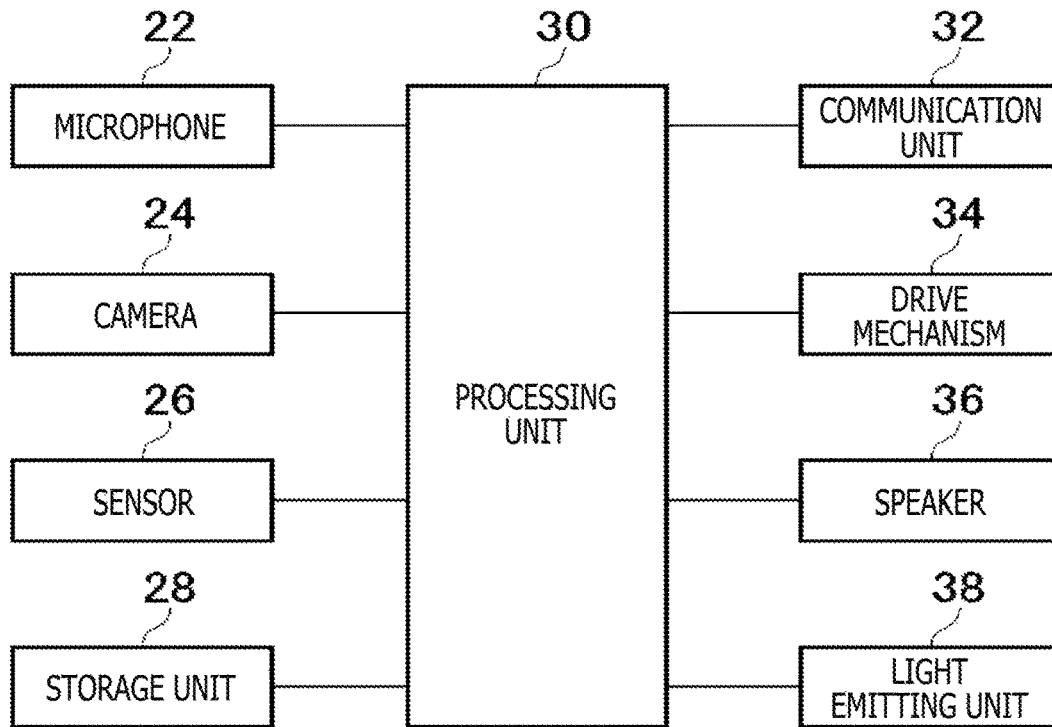 22
30
32
MICROPHONE
COMMUNICATION
UNIT
24
34
CAMERA
DRIVE
MECHANISM
PROCESSING
UNIT
26
36
SENSOR
SPEAKER
28
38
STORAGE UNIT
LIGHT
EMITTING UNIT